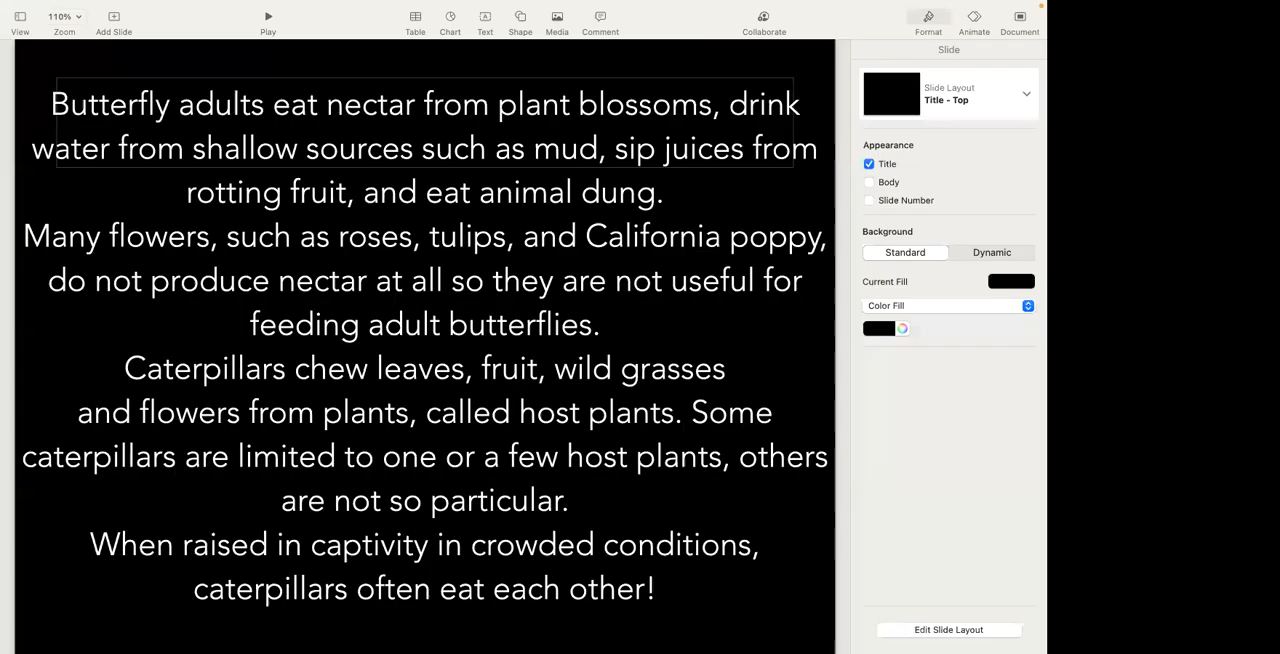 110%
View
Zoom
Add Slide
Play
Table
Chart
Text
Shape
Media
Comment
Collaborate
Format
Animate
Document
Butterfly adults eat nectar from plant blossoms, drink
water from shallow sources such as mud, sip juices from
rotting fruit, and eat animal dung.
Many flowers, such as roses, tulips, and California poppy,
do not produce nectar at all so they are not useful for
feeding adult butterflies.
Caterpillars chew leaves, fruit, wild grasses
and flowers from plants, called host plants. Some
caterpillars are limited to one or a few host plants, others
are not so particular.
When raised in captivity in crowded conditions,
caterpillars often eat each other!
Slide
Slide Layout
Title - Top
Appearance
Title
Body
Slide Number
Background
Standard
Dynamic
Current Fill
Color Fill
Edit Slide Layout